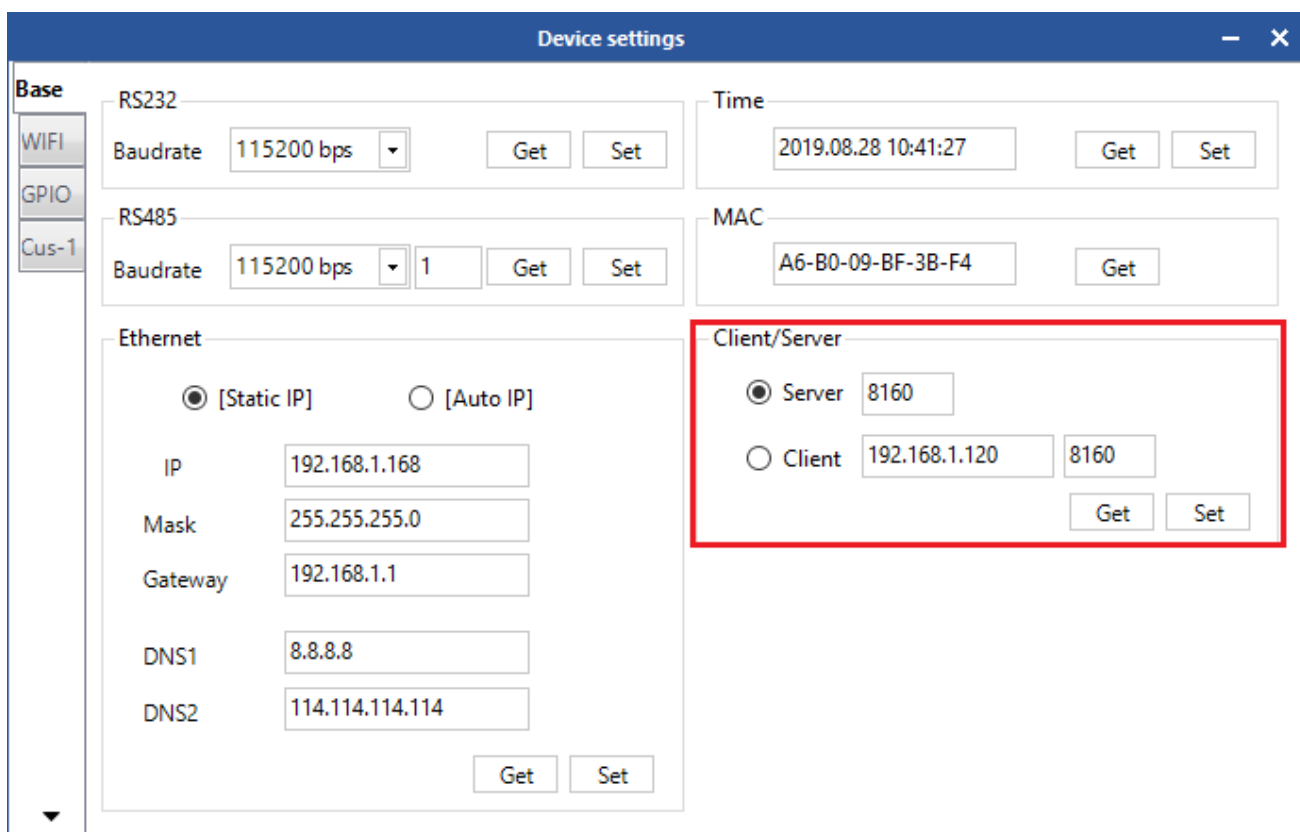 Device settings
Base
WIFI
GPIO
Cus-1
RS232
Baudrate 115200 bps Get Set
Time
2019.08.28 10:41:27 Get Set
RS485
Baudrate 115200 bps 1 Get Set
MAC
A6-B0-09-BF-3B-F4 Get
Ethernet
[Static IP] [Auto IP]
IP 192.168.1.168
Mask 255.255.255.0
Gateway 192.168.1.1
DNS1 8.8.8.8
DNS2 114.114.114.114
Get Set
Client/Server
Server 8160
Client 192.168.1.120 8160
Get Set